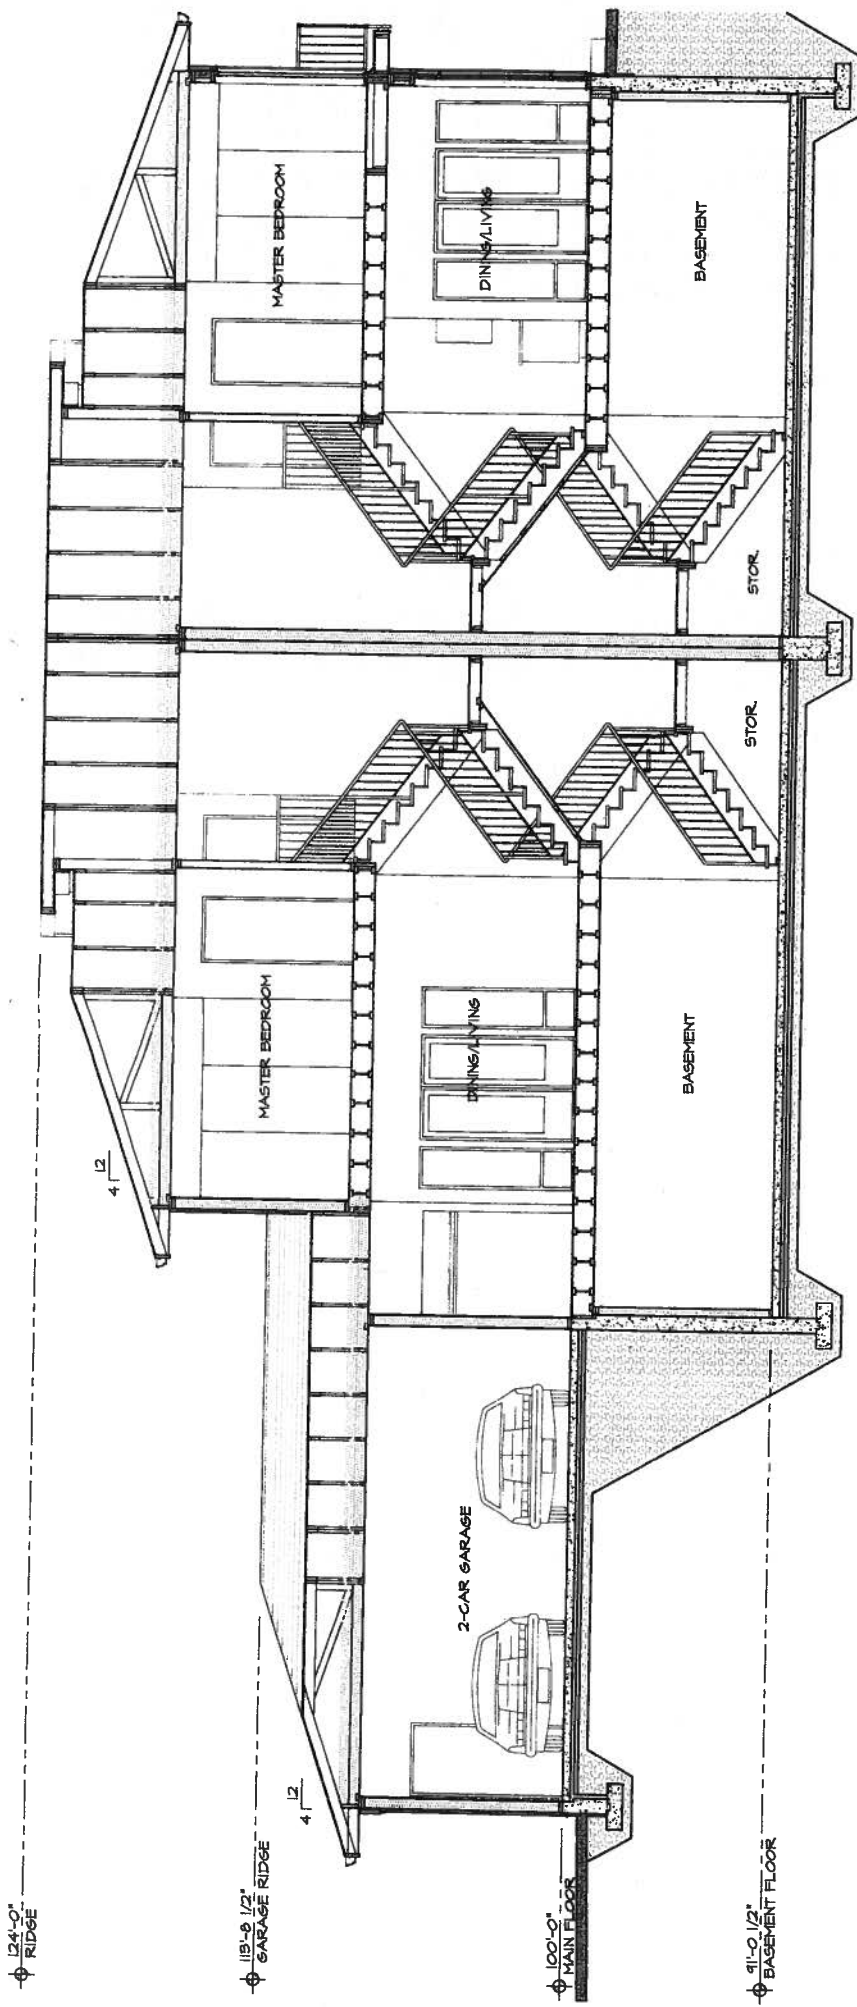 124'-0"
RIDGE
4
12
MASTER BEDROOM
MASTER BEDROOM
113'-8 1/2"
GARAGE RIDGE
4
12
2-CAR GARAGE
DINING/LIVING
DINING/LIVING
100'-0"
MAIN FLOOR
BASEMENT
STOR.
STOR.
BASEMENT
91'-0 1/2"
BASEMENT FLOOR